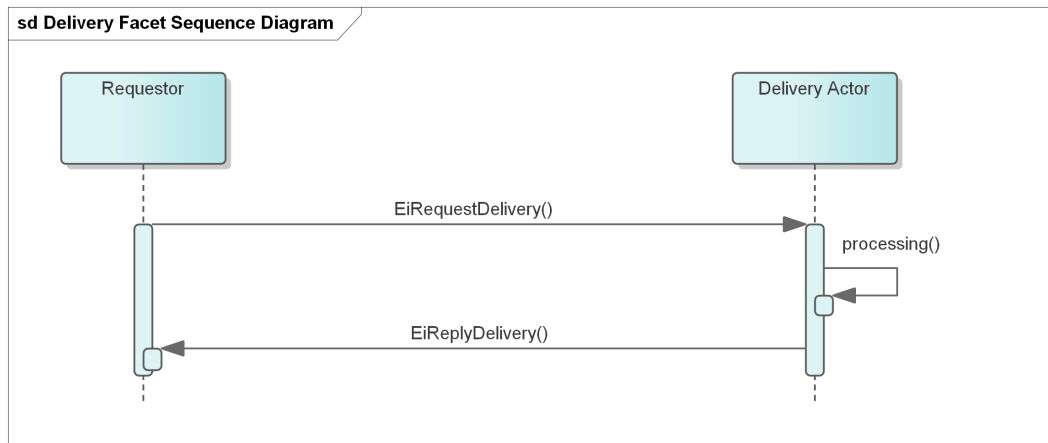 sd Delivery Facet Sequence Diagram
Requestor
Delivery Actor
EiRequestDelivery()
processing()
EiReplyDelivery()